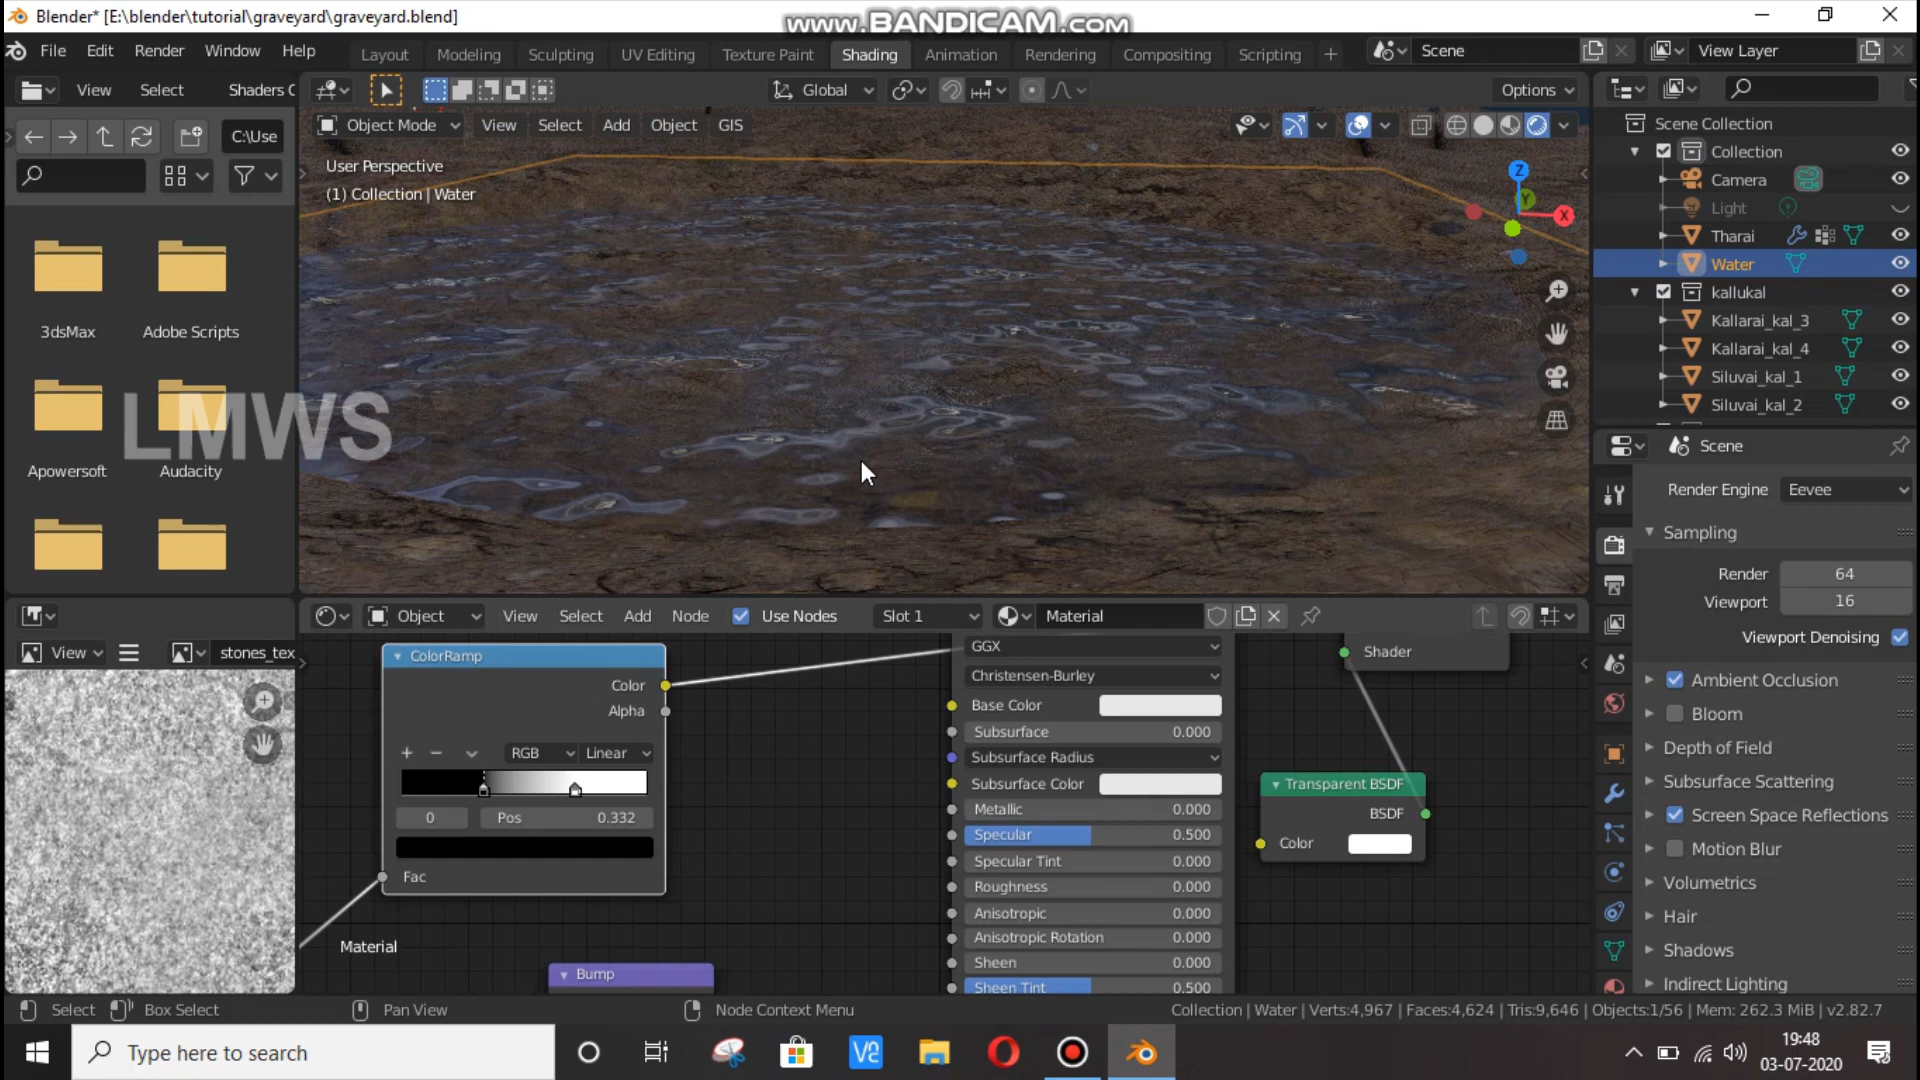 Blender* [E:\blender\tutorial\graveyard\graveyard.blend]
www.BANDICAM.com
File Edit Render Window Help
Layout Modeling Sculpting UV Editing Texture Paint Shading Animation Rendering Compositing Scripting +
Scene
View Layer
View Select Shaders C
Global
Options
C:\Use
Object Mode View Select Add Object GIS
User Perspective
(1) Collection | Water
Z
Y
X
3dsMax
Adobe Scripts
Apowersoft
Audacity
LMWS
Scene Collection
Collection
Camera
Light
Tharai
Water
kallukal
Kallarai_kal_3
Kallarai_kal_4
Siluvai_kal_1
Siluvai_kal_2
Scene
Render Engine Eevee
Sampling
Render 64
Viewport 16
Viewport Denoising
Ambient Occlusion
Bloom
Depth of Field
Subsurface Scattering
Screen Space Reflections
Motion Blur
Volumetrics
Hair
Shadows
Indirect Lighting
View
stones_tex
Object View Select Add Node Use Nodes Slot 1 Material
ColorRamp
Color
Alpha
+ −
RGB Linear
0 Pos 0.332
Fac
Material
Bump
GGX
Christensen-Burley
Base Color
Subsurface 0.000
Subsurface Radius
Subsurface Color
Metallic 0.000
Specular 0.500
Specular Tint 0.000
Roughness 0.000
Anisotropic 0.000
Anisotropic Rotation 0.000
Sheen 0.000
Sheen Tint 0.500
Shader
Transparent BSDF
BSDF
Color
Select Box Select Pan View Node Context Menu
Collection | Water | Verts:4,967 | Faces:4,624 | Tris:9,646 | Objects:1/56 | Mem: 262.3 MiB | v2.82.7
Type here to search
19:48
03-07-2020